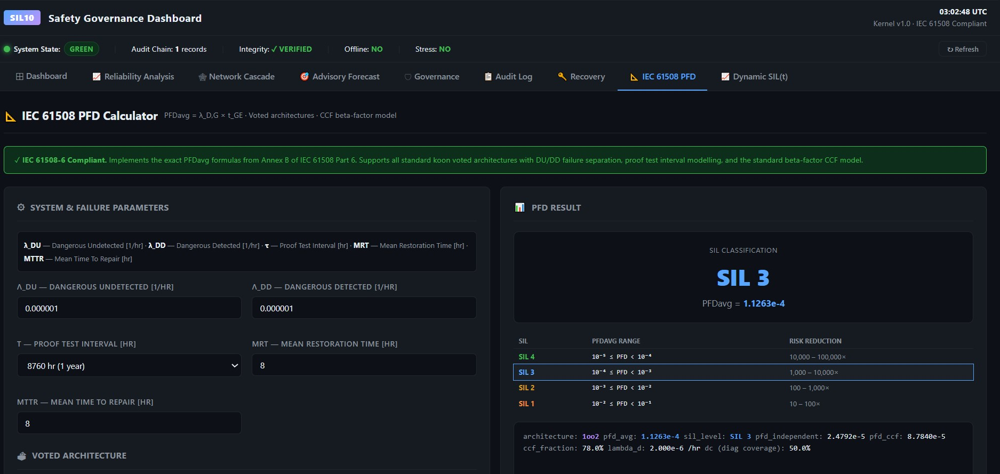 SIL10 Safety Governance Dashboard
03:02:48 UTC
Kernel v1.0 · IEC 61508 Compliant
System State: GREEN Audit Chain: 1 records Integrity: ✓ VERIFIED Offline: NO Stress: NO ↻ Refresh
Dashboard Reliability Analysis Network Cascade Advisory Forecast Governance Audit Log Recovery IEC 61508 PFD Dynamic SIL(t)
IEC 61508 PFD Calculator PFDavg = λ_D,G × t_GE · Voted architectures · CCF beta-factor model
✓ IEC 61508-6 Compliant. Implements the exact PFDavg formulas from Annex B of IEC 61508 Part 6. Supports all standard koon voted architectures with DU/DD failure separation, proof test interval modelling, and the standard beta-factor CCF model.
SYSTEM & FAILURE PARAMETERS
λ_DU — Dangerous Undetected [1/hr] · λ_DD — Dangerous Detected [1/hr] · τ — Proof Test Interval [hr] · MRT — Mean Restoration Time [hr] ·
MTTR — Mean Time To Repair [hr]
Λ_DU — DANGEROUS UNDETECTED [1/HR] Λ_DD — DANGEROUS DETECTED [1/HR]
0.000001 0.000001
Τ — PROOF TEST INTERVAL [HR] MRT — MEAN RESTORATION TIME [HR]
8760 hr (1 year) 8
MTTR — MEAN TIME TO REPAIR [HR]
8
VOTED ARCHITECTURE
PFD RESULT
SIL CLASSIFICATION
SIL 3
PFDavg = 1.1263e-4
SIL PFDAVG RANGE RISK REDUCTION
SIL 4 10⁻⁵ ≤ PFD < 10⁻⁴ 10,000 – 100,000×
SIL 3 10⁻⁴ ≤ PFD < 10⁻³ 1,000 – 10,000×
SIL 2 10⁻³ ≤ PFD < 10⁻² 100 – 1,000×
SIL 1 10⁻² ≤ PFD < 10⁻¹ 10 – 100×
architecture: 1oo2 pfd_avg: 1.1263e-4 sil_level: SIL 3 pfd_independent: 2.4792e-5 pfd_ccf: 8.7840e-5
ccf_fraction: 78.0% lambda_d: 2.000e-6 /hr dc (diag coverage): 50.0%